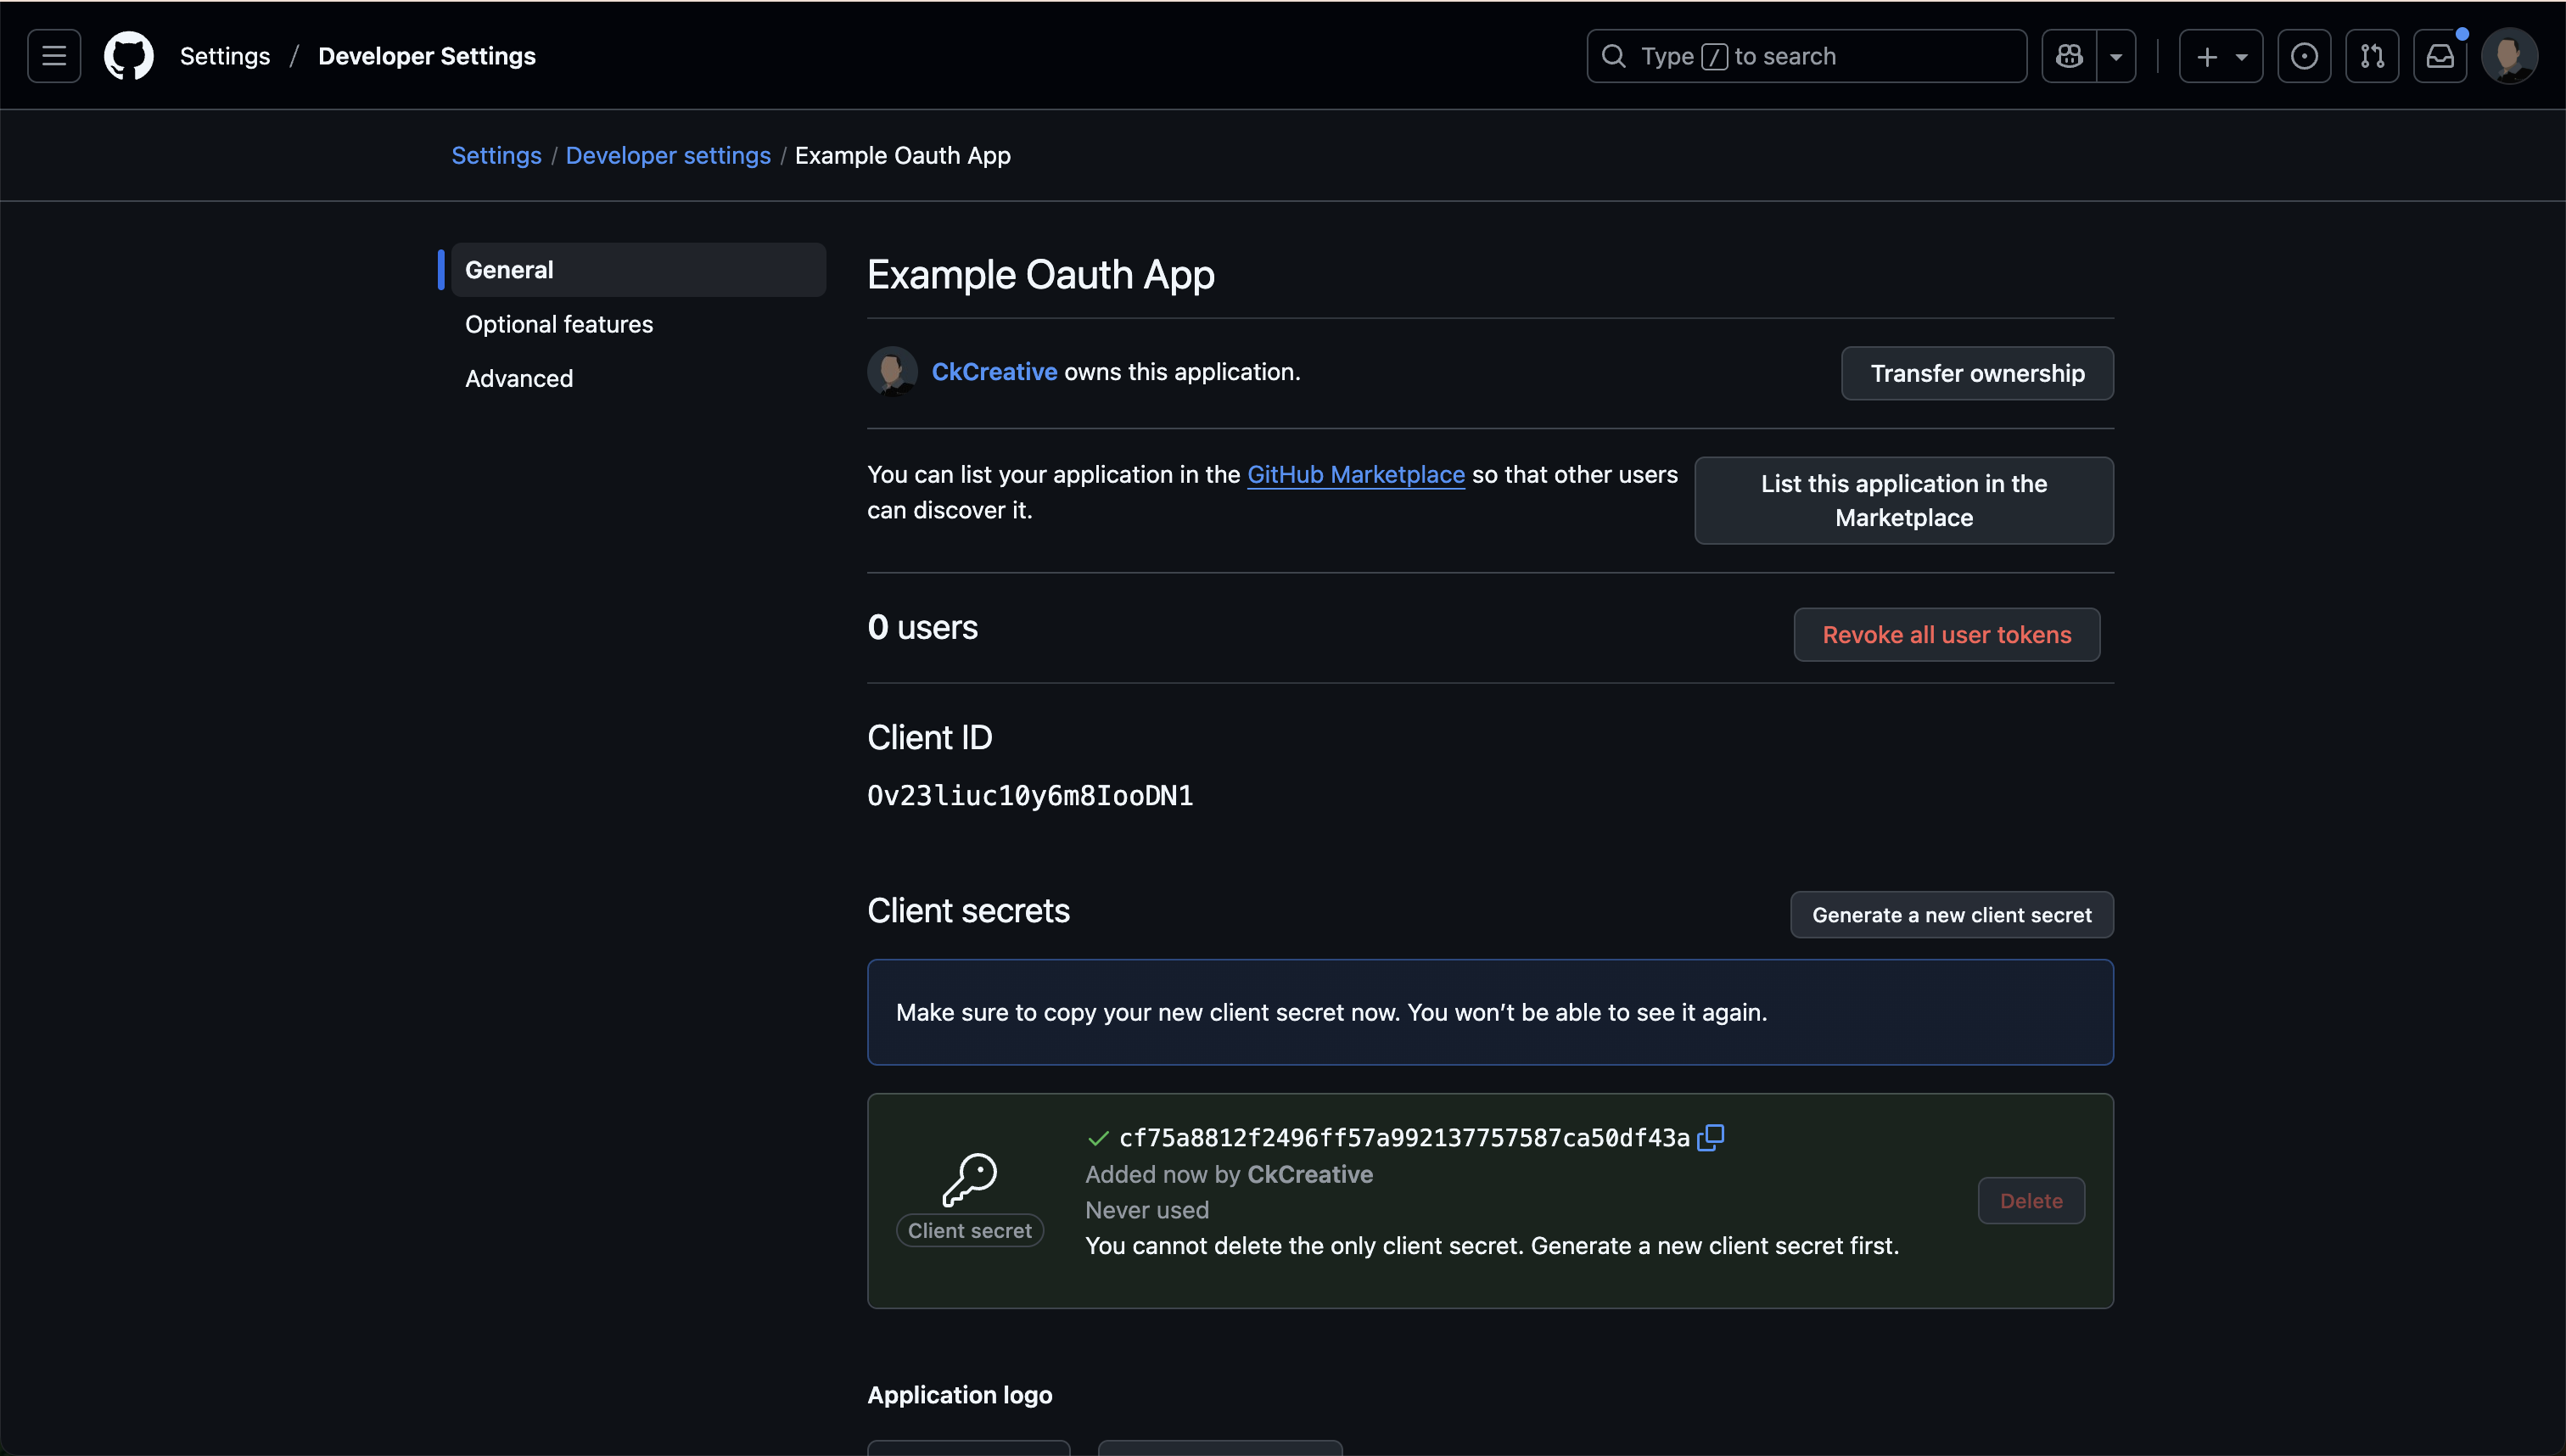 Settings / Developer Settings
Type / to search
Settings / Developer settings / Example Oauth App
General
Optional features
Advanced
Example Oauth App
CkCreative owns this application.
Transfer ownership
You can list your application in the GitHub Marketplace so that other users
can discover it.
List this application in the
Marketplace
0 users
Revoke all user tokens
Client ID
Ov23liuc10y6m8IooDN1
Client secrets
Generate a new client secret
Make sure to copy your new client secret now. You won’t be able to see it again.
cf75a8812f2496ff57a992137757587ca50df43a
Added now by CkCreative
Never used
You cannot delete the only client secret. Generate a new client secret first.
Client secret
Delete
Application logo